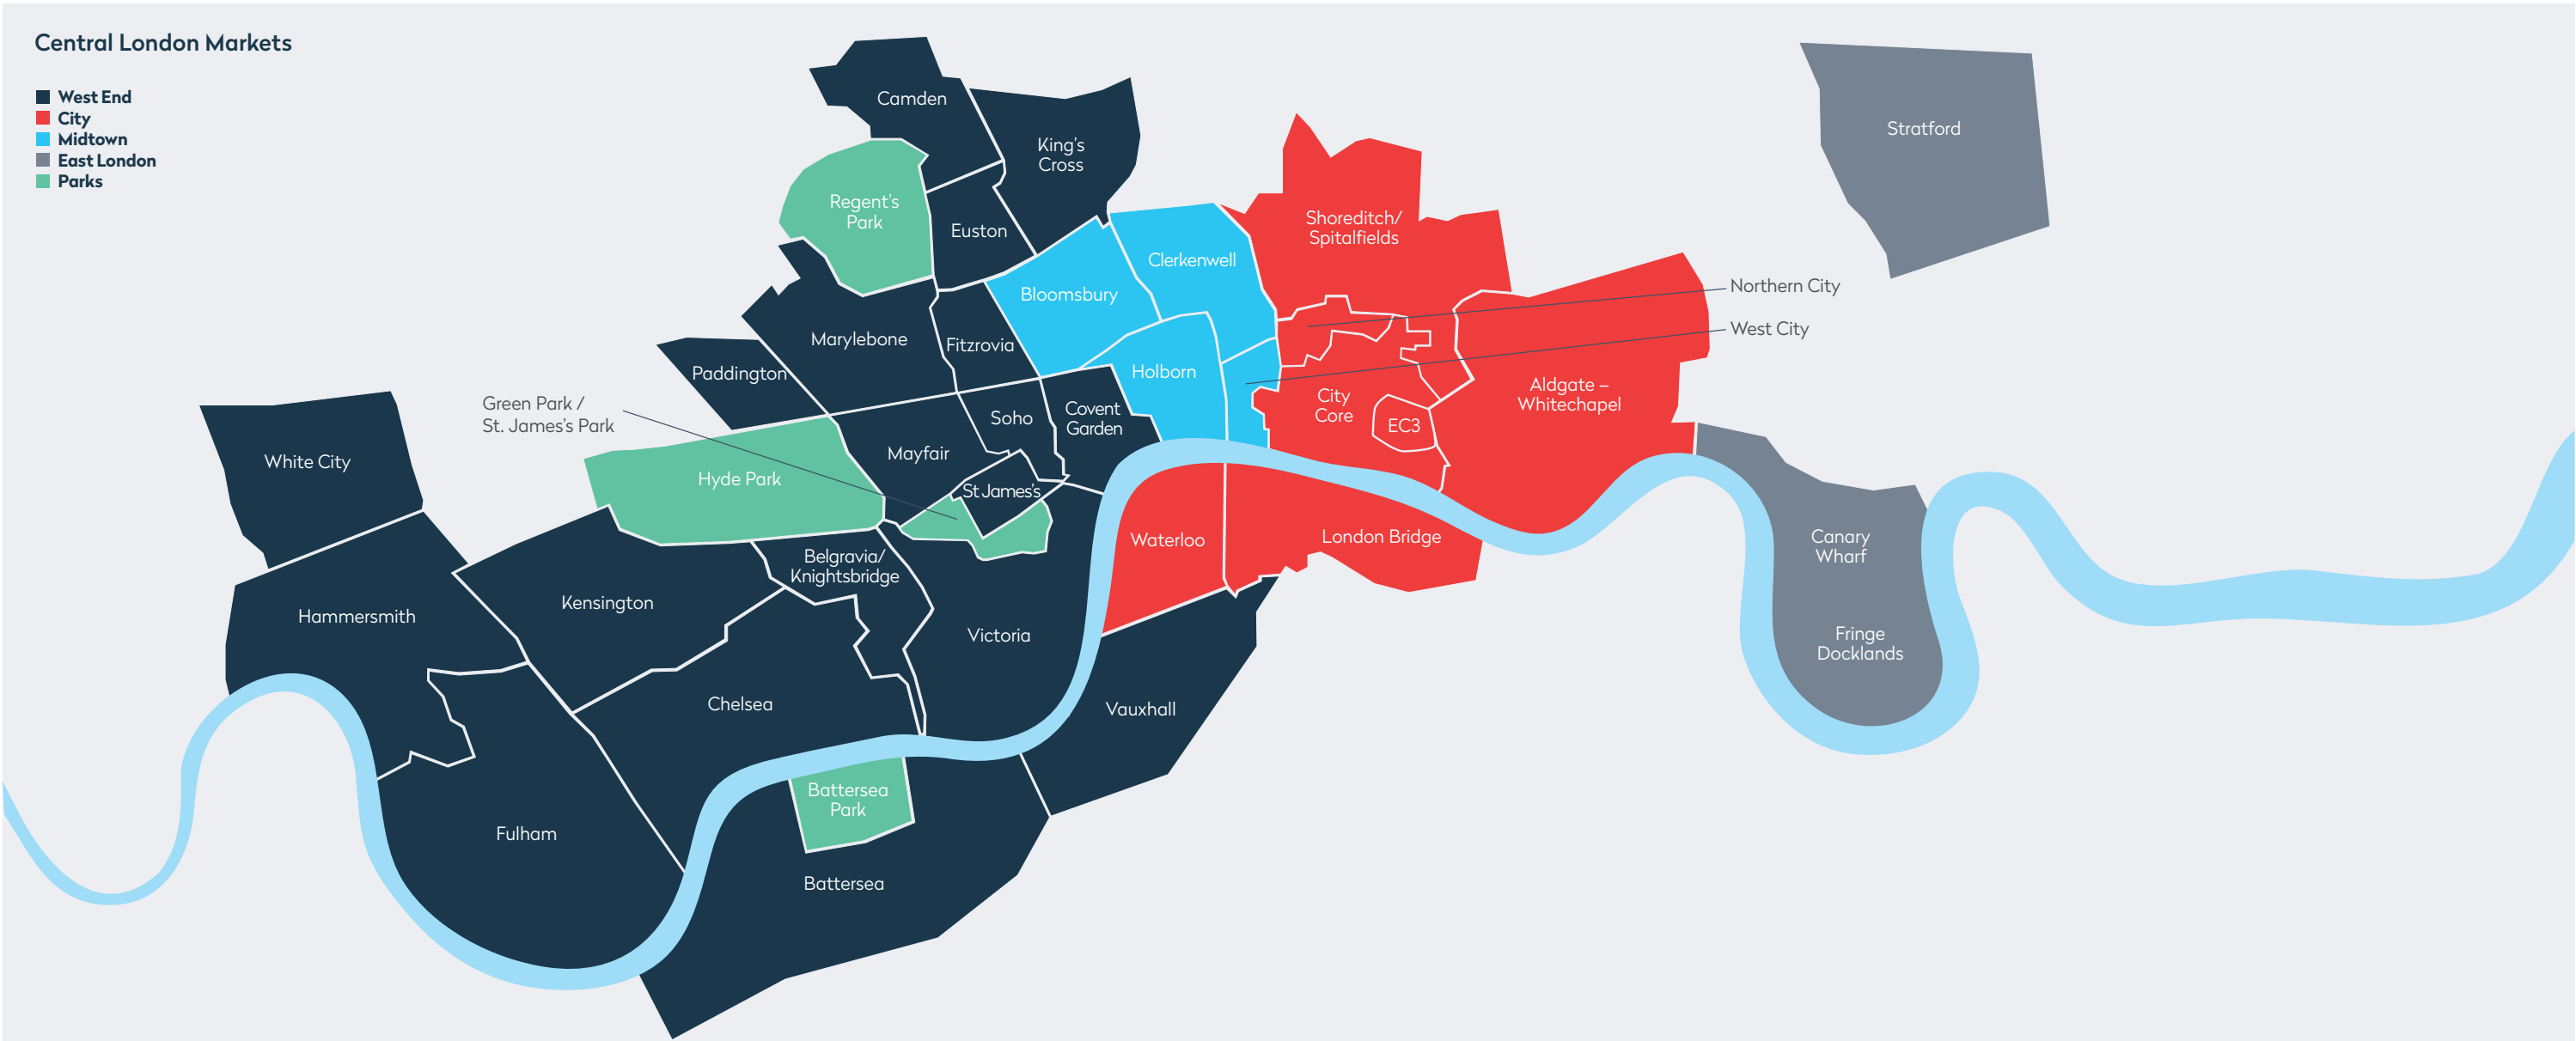 Central London Markets
West End
City
Midtown
East London
Parks
Camden
King's
Cross
Stratford
Regent's
Park
Euston
Shoreditch/
Spitalfields
Clerkenwell
Bloomsbury
Northern City
West City
Marylebone
Fitzrovia
Paddington
Holborn
City
Core
EC3
Aldgate –
Whitechapel
Green Park /
St. James's Park
Soho
Covent
Garden
Mayfair
White City
Hyde Park
St James's
Waterloo
London Bridge
Canary
Wharf
Belgravia/
Knightsbridge
Kensington
Hammersmith
Victoria
Fringe
Docklands
Chelsea
Vauxhall
Battersea
Park
Fulham
Battersea